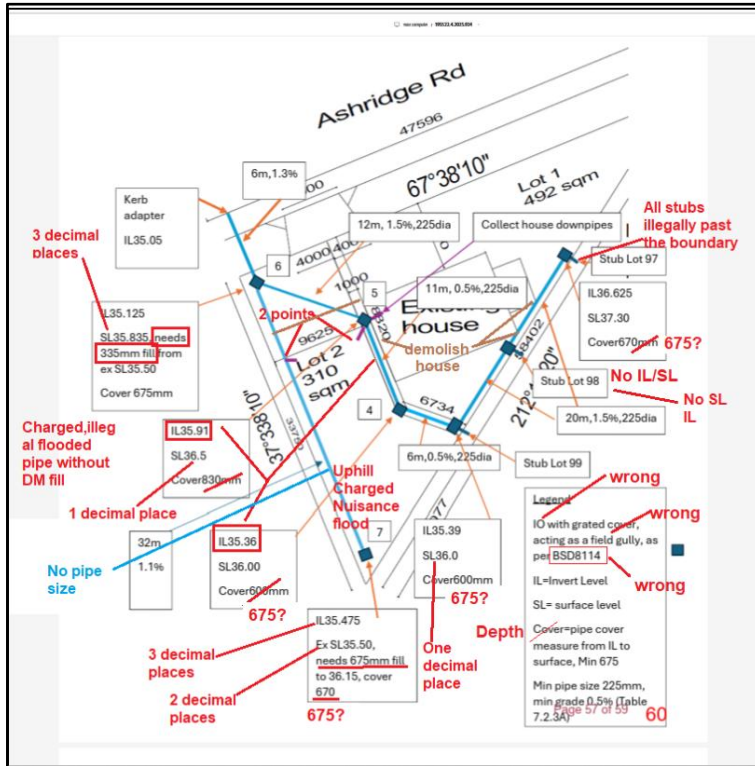 Ashridge Rd
47596
67°38'10"
Lot 1
492 sqm
6m,1.3%
Kerb
adapter
IL35.05
12m, 1.5%,225dia
Collect house downpipes
All stubs
illegally past
the boundary
Stub Lot 97
3 decimal
places
6
4000
1000
5
11m, 0.5%,225dia
IL36.625
SL37.30
Cover670mm
675?
IL35.125
SL35.835, needs
335mm fill from
ex SL35.50
Cover 675mm
2 points
9625
8320
Existing
house
demolish
house
38402
Lot 2
310
sqm
37°338'10"
33750
Stub Lot 98
No IL/SL
No SL
IL
6734
4
20m,1.5%,225dia
Charged,illeg
al flooded
pipe without
DM fill
IL35.91
SL36.5
Cover830mm
6m,0.5%,225dia
Stub Lot 99
1 decimal place
Uphill
Charged
Nuisance
flood
7
wrong
Legend
IO with grated cover,
acting as a field gully, as
per BSD8114
wrong
wrong
IL=Invert Level
SL= surface level
Depth
Cover=pipe cover
measure from IL to
surface, Min 675
Min pipe size 225mm,
min grade 0.5% (Table
7.2.3A)
Page 57 of 59
60
No pipe
size
32m
1.1%
IL35.36
SL36.00
Cover600mm
675?
IL35.39
SL36.0
Cover600mm
675?
One
decimal
place
3 decimal
places
2 decimal
places
IL35.475
Ex SL35.50,
needs 675mm fill
to 36.15, cover
670
675?